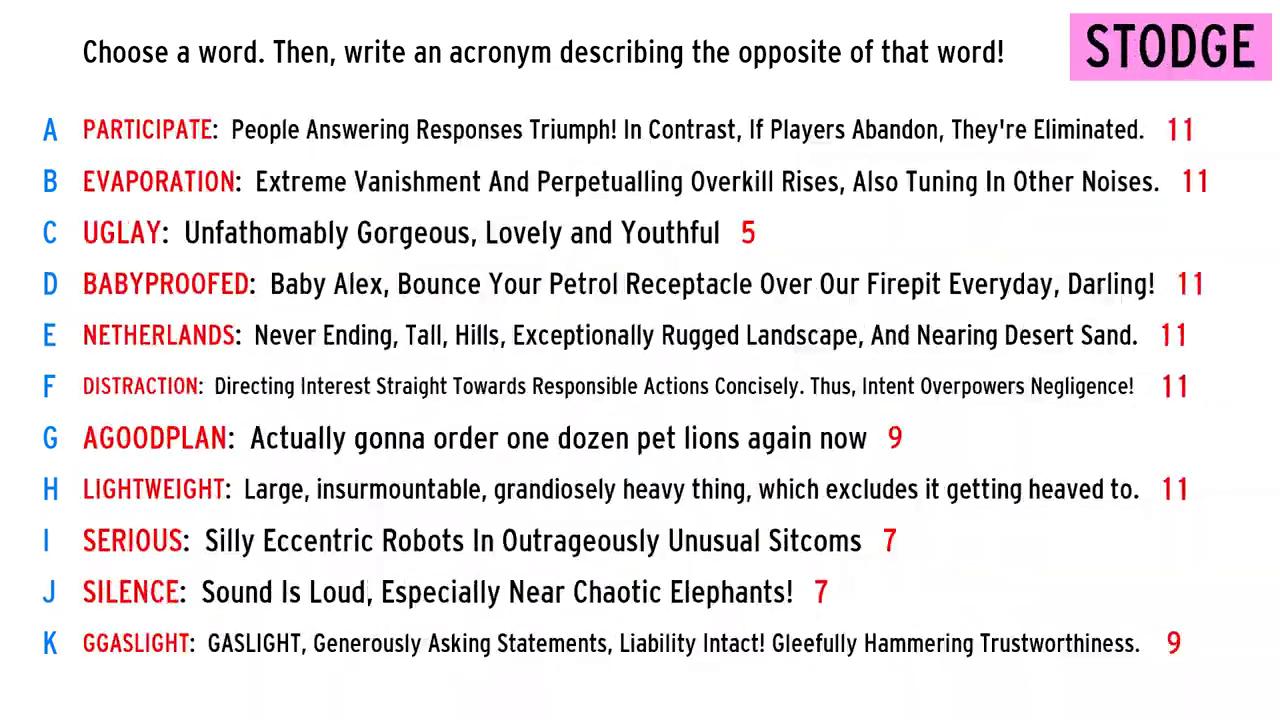 Choose a word. Then, write an acronym describing the opposite of that word!
STODGE
A PARTICIPATE: People Answering Responses Triumph! In Contrast, If Players Abandon, They're Eliminated. 11
B EVAPORATION: Extreme Vanishment And Perpetualling Overkill Rises, Also Tuning In Other Noises. 11
C UGLAY: Unfathomably Gorgeous, Lovely and Youthful 5
D BABYPROOFED: Baby Alex, Bounce Your Petrol Receptacle Over Our Firepit Everyday, Darling! 11
E NETHERLANDS: Never Ending, Tall, Hills, Exceptionally Rugged Landscape, And Nearing Desert Sand. 11
F DISTRACTION: Directing Interest Straight Towards Responsible Actions Concisely. Thus, Intent Overpowers Negligence! 11
G AGOODPLAN: Actually gonna order one dozen pet lions again now 9
H LIGHTWEIGHT: Large, insurmountable, grandiosely heavy thing, which excludes it getting heaved to. 11
I SERIOUS: Silly Eccentric Robots In Outrageously Unusual Sitcoms 7
J SILENCE: Sound Is Loud, Especially Near Chaotic Elephants! 7
K GGASLIGHT: GASLIGHT, Generously Asking Statements, Liability Intact! Gleefully Hammering Trustworthiness. 9